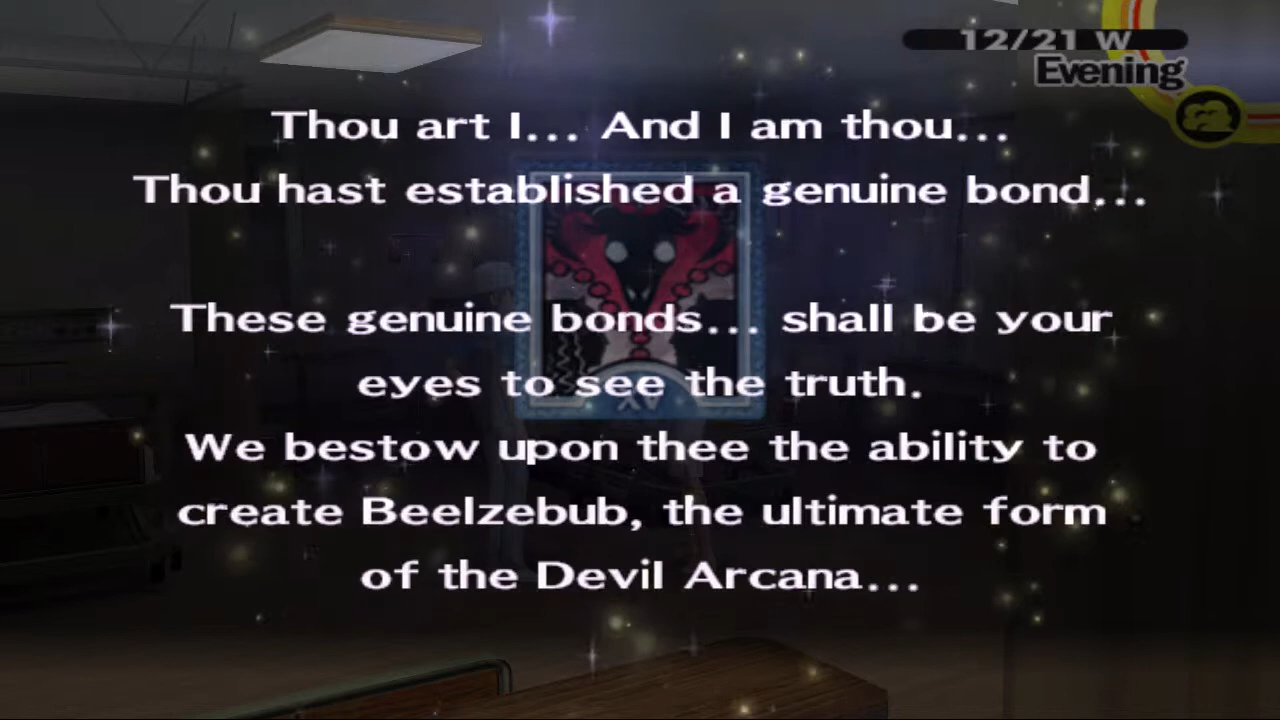 12/21 W
Evening
Thou art I... And I am thou...
Thou hast established a genuine bond...
These genuine bonds... shall be your
eyes to see the truth.
We bestow upon thee the ability to
create Beelzebub, the ultimate form
of the Devil Arcana...
XV